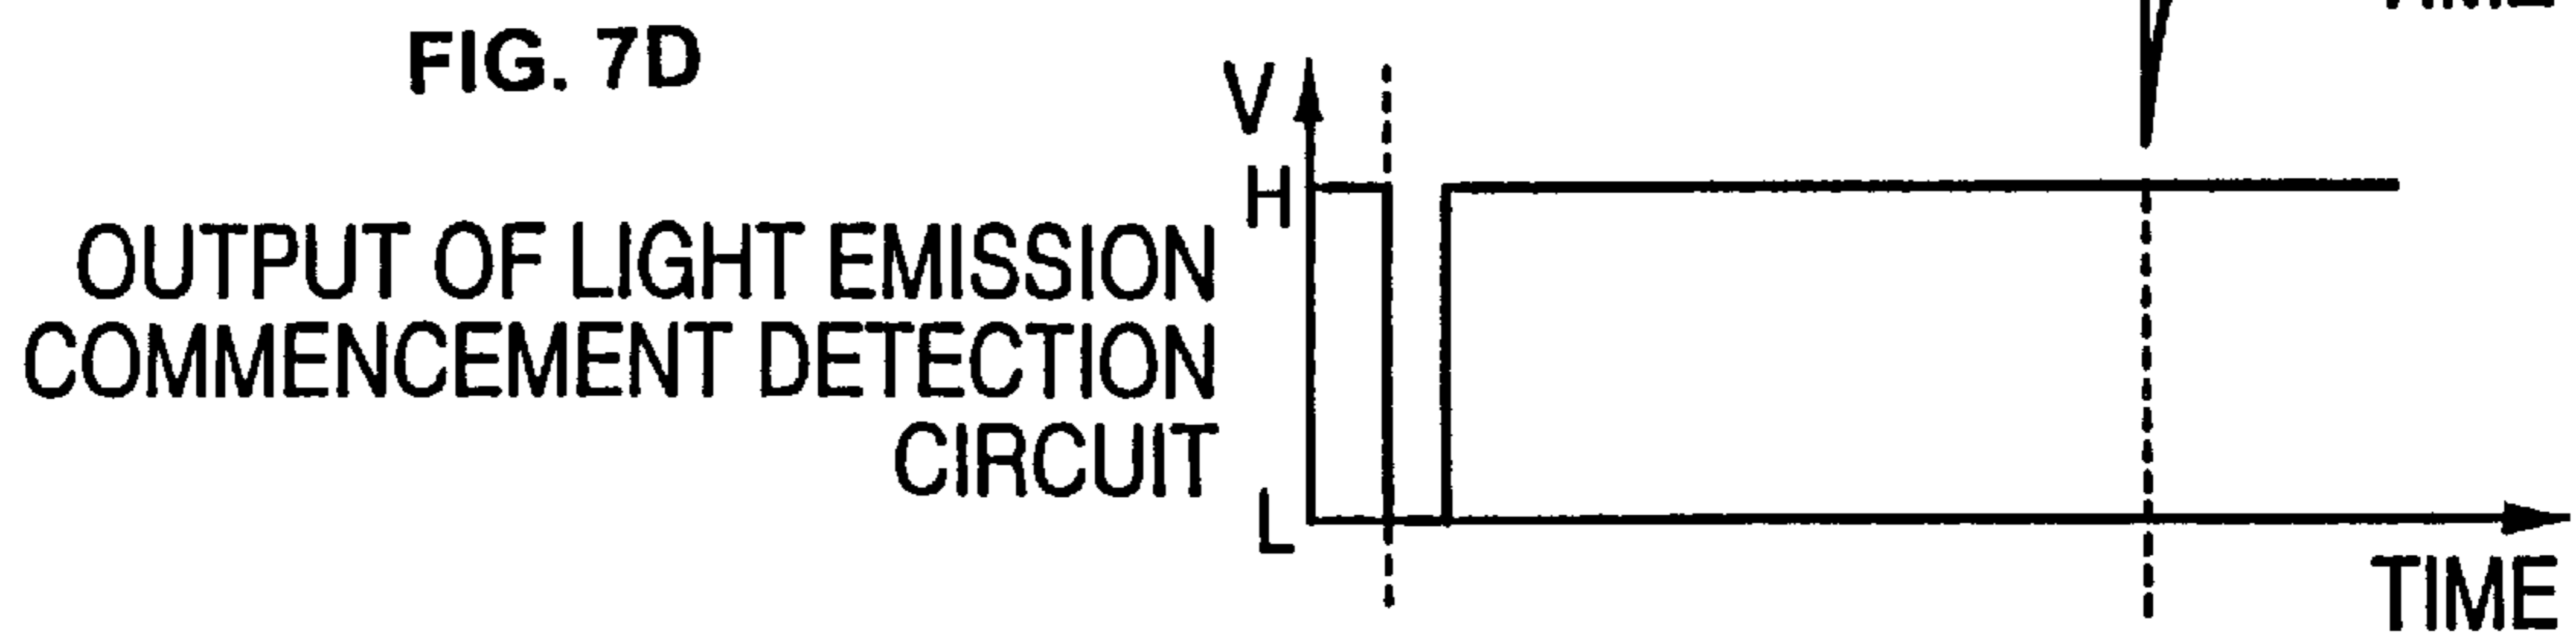 FIG. 7D
V
H
OUTPUT OF LIGHT EMISSION
COMMENCEMENT DETECTION
CIRCUIT
L
TIME